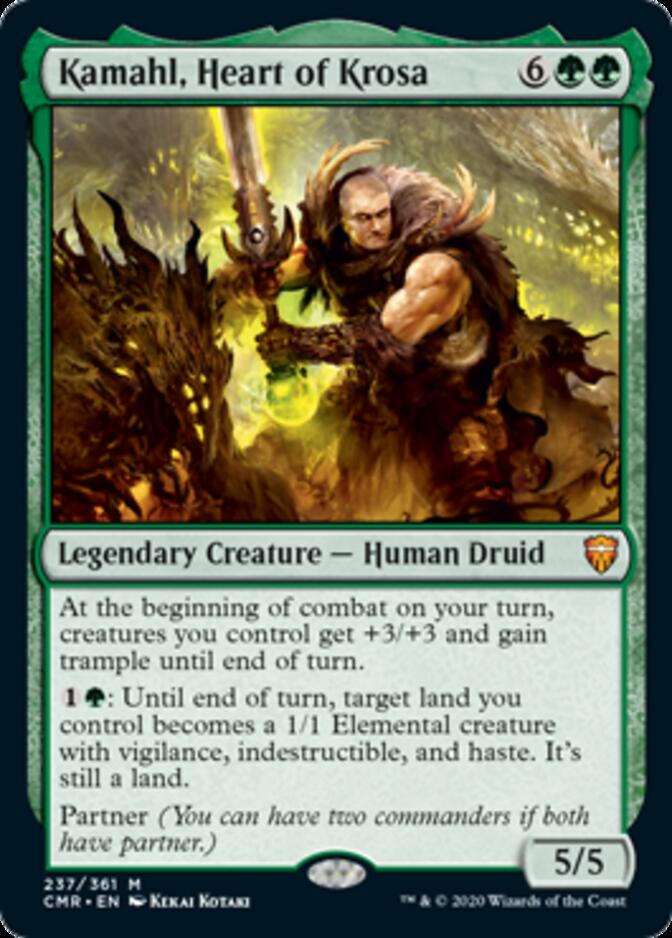 Kamahl, Heart of Krosa 6
Legendary Creature — Human Druid
At the beginning of combat on your turn,
creatures you control get +3/+3 and gain
trample until end of turn.
1 : Until end of turn, target land you
control becomes a 1/1 Elemental creature
with vigilance, indestructible, and haste. It's
still a land.
Partner (You can have two commanders if both
have partner.)
5/5
237/361 M
CMR • EN Kekai Kotaki
™ & © 2020 Wizards of the Coast